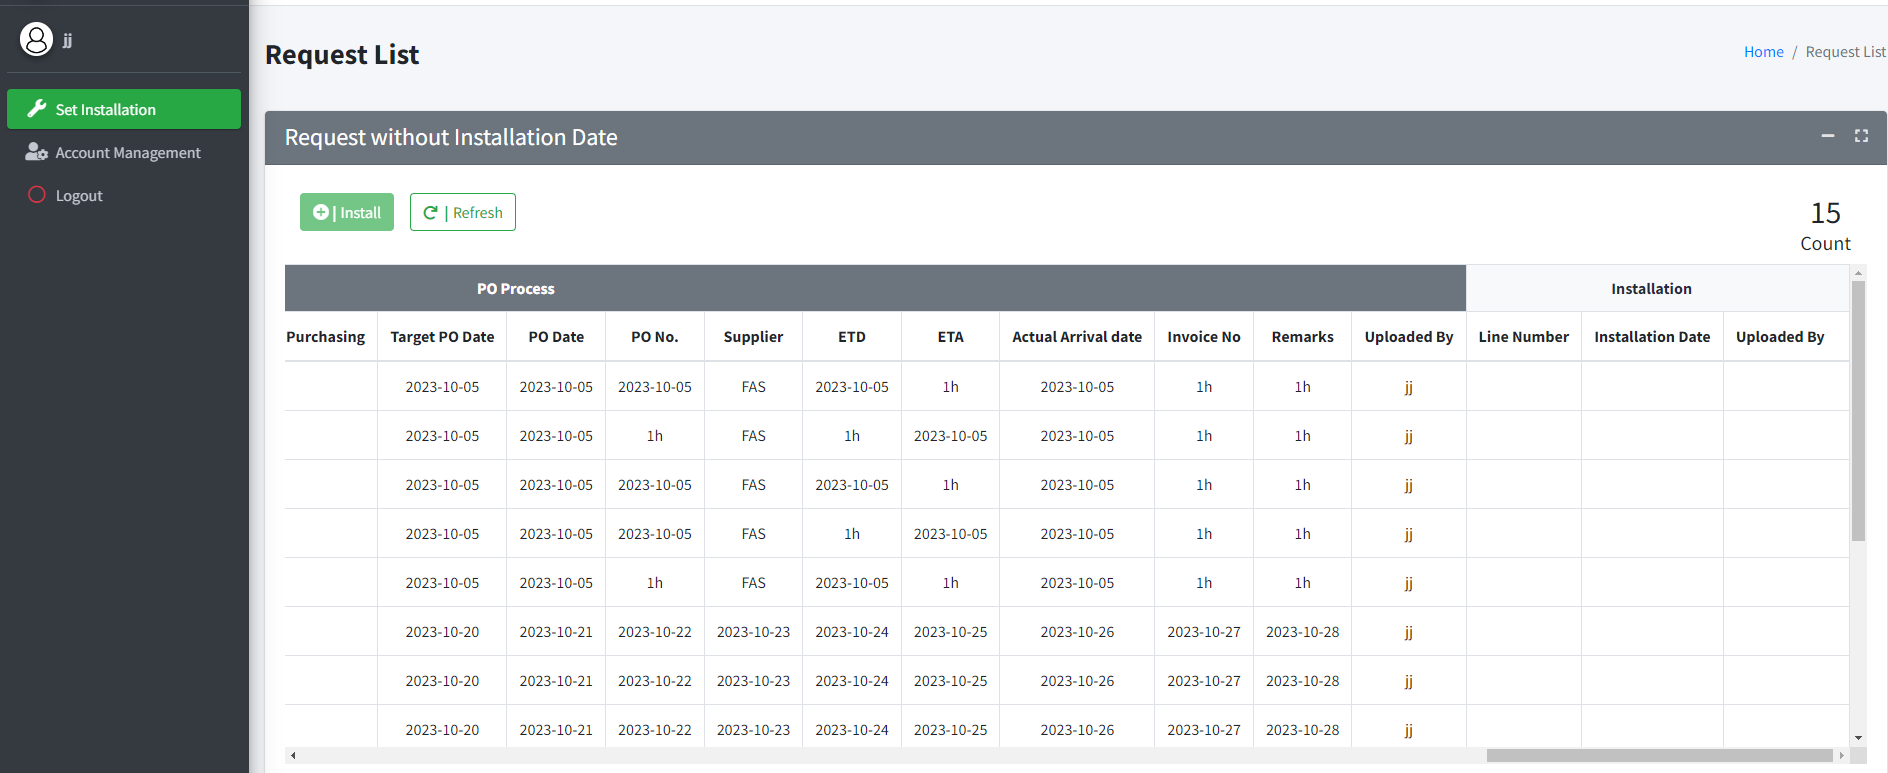 jj
Set Installation
Account Management
Logout
Request List
Home / Request List
Request without Installation Date
| Install
| Refresh
15
Count
PO Process Installation
Purchasing Target PO Date PO Date PO No. Supplier ETD ETA Actual Arrival date Invoice No Remarks Uploaded By Line Number Installation Date Uploaded By
2023-10-05 2023-10-05 2023-10-05 FAS 2023-10-05 1h 2023-10-05 1h 1h jj
2023-10-05 2023-10-05 1h FAS 1h 2023-10-05 2023-10-05 1h 1h jj
2023-10-05 2023-10-05 2023-10-05 FAS 2023-10-05 1h 2023-10-05 1h 1h jj
2023-10-05 2023-10-05 2023-10-05 FAS 1h 2023-10-05 2023-10-05 1h 1h jj
2023-10-05 2023-10-05 1h FAS 2023-10-05 1h 2023-10-05 1h 1h jj
2023-10-20 2023-10-21 2023-10-22 2023-10-23 2023-10-24 2023-10-25 2023-10-26 2023-10-27 2023-10-28 jj
2023-10-20 2023-10-21 2023-10-22 2023-10-23 2023-10-24 2023-10-25 2023-10-26 2023-10-27 2023-10-28 jj
2023-10-20 2023-10-21 2023-10-22 2023-10-23 2023-10-24 2023-10-25 2023-10-26 2023-10-27 2023-10-28 jj